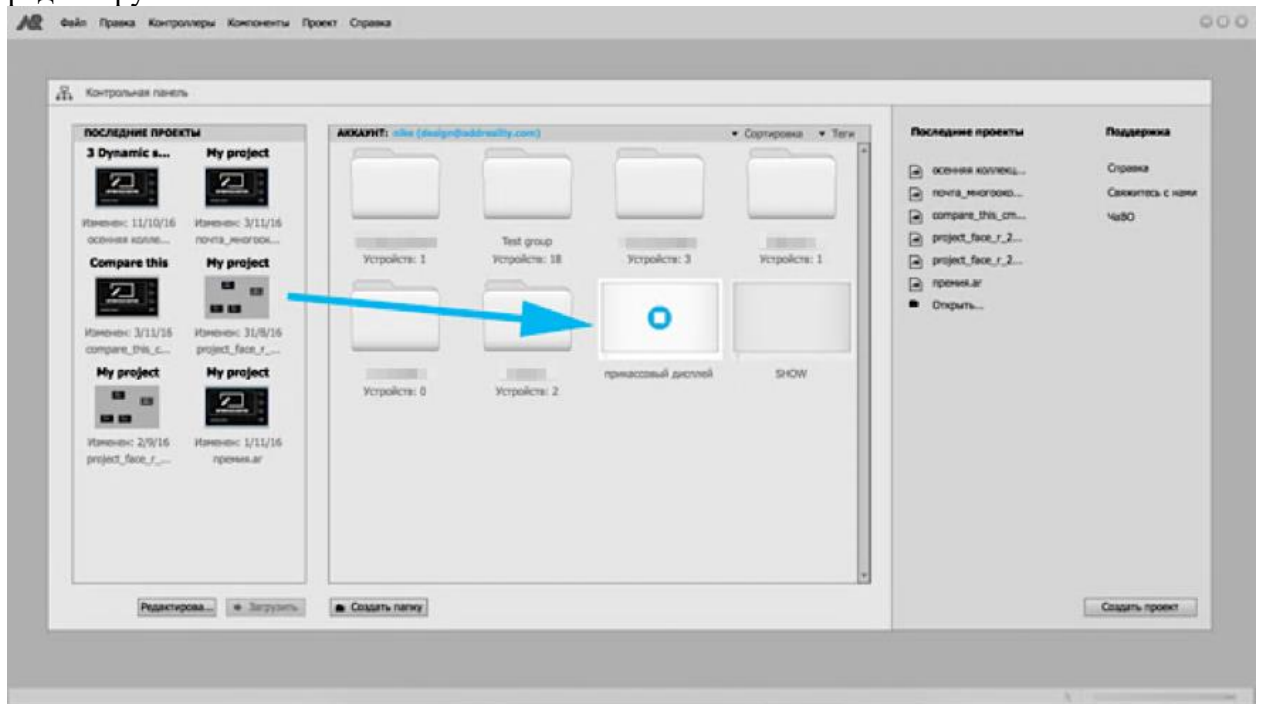 Файл Правка Контроллеры Компоненты Проект Справка
Контрольная панель
ПОСЛЕДНИЕ ПРОЕКТЫ
3 Dynamic s... My project
Изменен: 11/10/16 Изменен: 3/11/16
осенняя колле... почта_многоок...
Compare this My project
Изменен: 3/11/16 Изменен: 31/8/16
compare_this_c... project_face_r_...
My project My project
Изменен: 2/9/16 Изменен: 1/11/16
project_face_r_... премия.ar
Редактирова... Загрузить
АККАУНТ: nike (design@addreality.com) Сортировка Теги
Test group
Устройств: 1 Устройств: 18 Устройств: 3 Устройств: 1
прикассовый дисплей SHOW
Устройств: 0 Устройств: 2
Создать папку
Последние проекты
осенняя коллекц...
почта_многооко...
compare_this_cm...
project_face_r_2...
project_face_r_2...
премия.ar
Открыть...
Поддержка
Справка
Свяжитесь с нами
ЧаВО
Создать проект